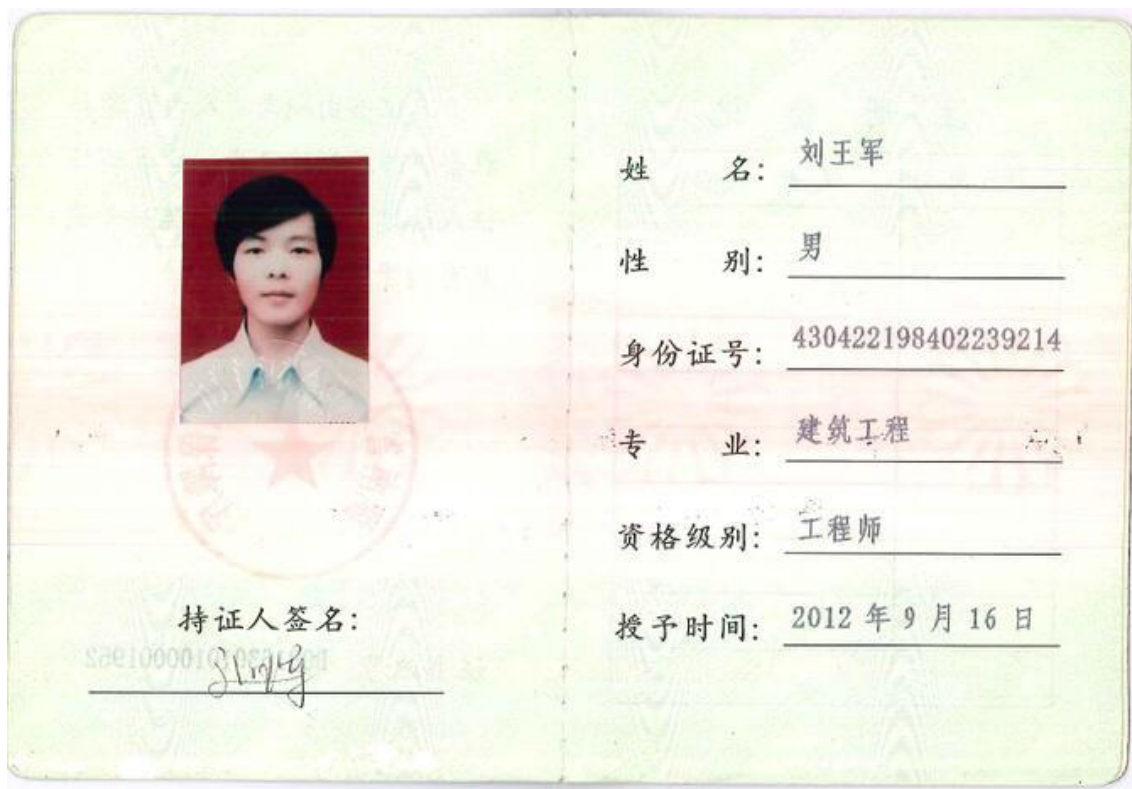 持证人签名:
姓 名: 刘王军
性 别: 男
身份证号: 430422198402239214
专 业: 建筑工程
资格级别: 工程师
授予时间: 2012 年 9 月 16 日